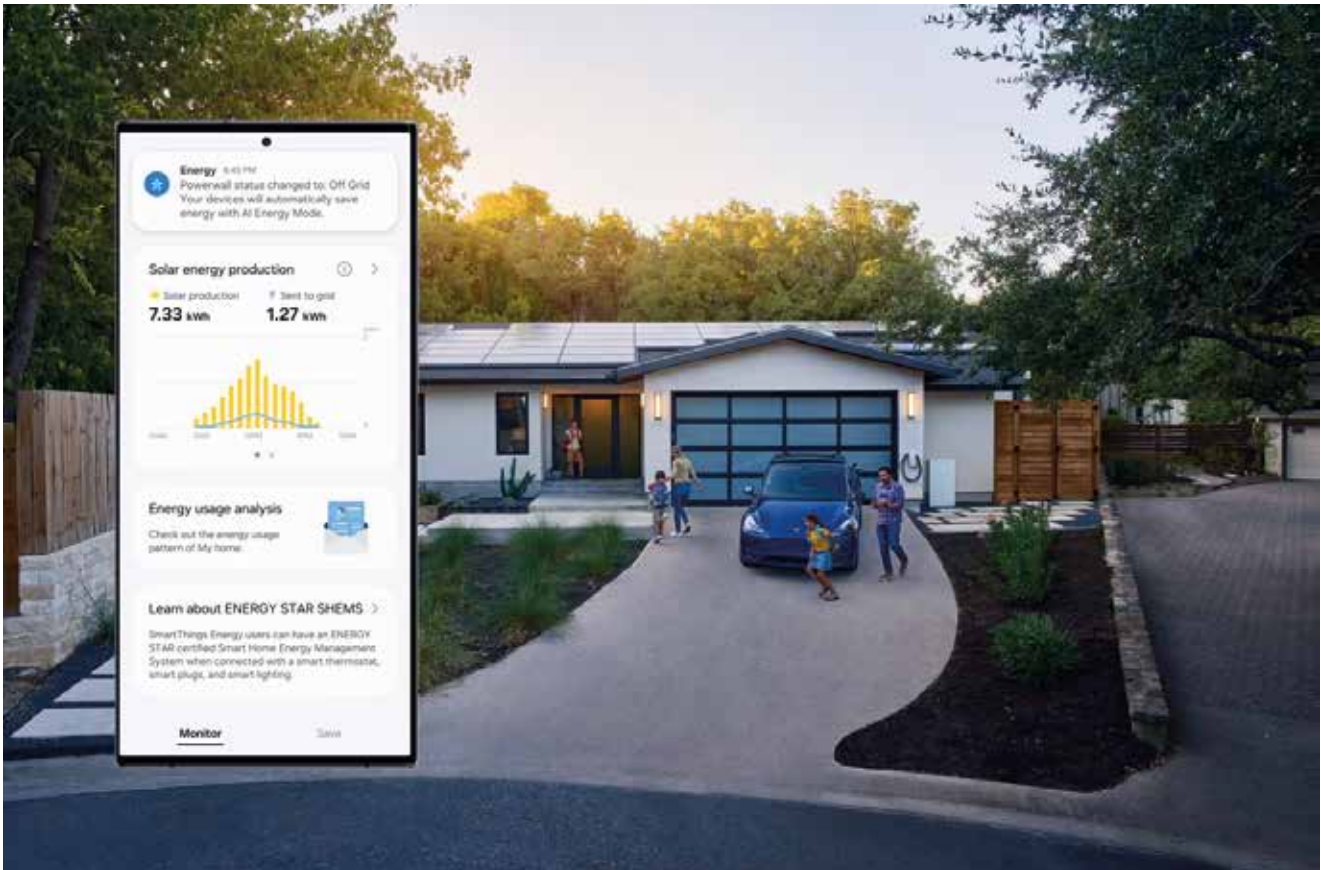 Energy 6:45 PM
Powerwall status changed to: Off Grid
Your devices will automatically save
energy with AI Energy Mode.
Solar energy production
Solar production
Sent to grid
7.33 kWh
1.27 kWh
Energy usage analysis
Check out the energy usage
pattern of My home.
Learn about ENERGY STAR SHEMS
SmartThings Energy users can have an ENERGY
STAR certified Smart Home Energy Management
System when connected with a smart thermostat,
smart plugs, and smart lighting.
Monitor
Save